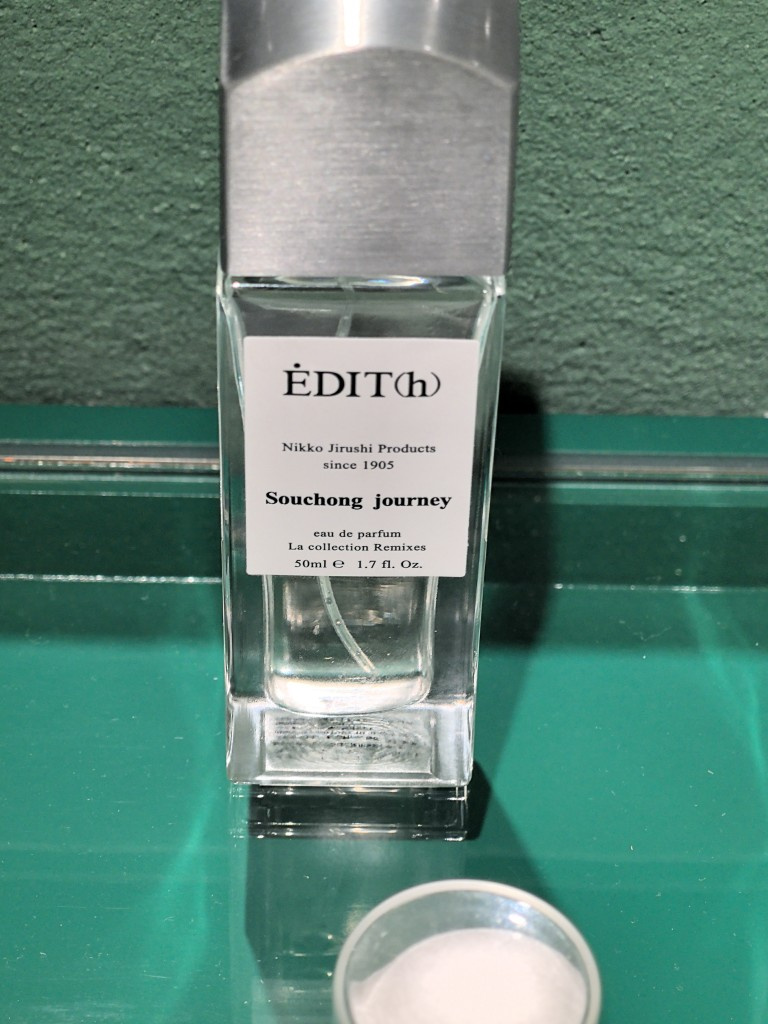 ĖDIT(h)
Nikko Jirushi Products
since 1905
Souchong journey
eau de parfum
La collection Remixes
50ml ℮ 1.7 fl. Oz.